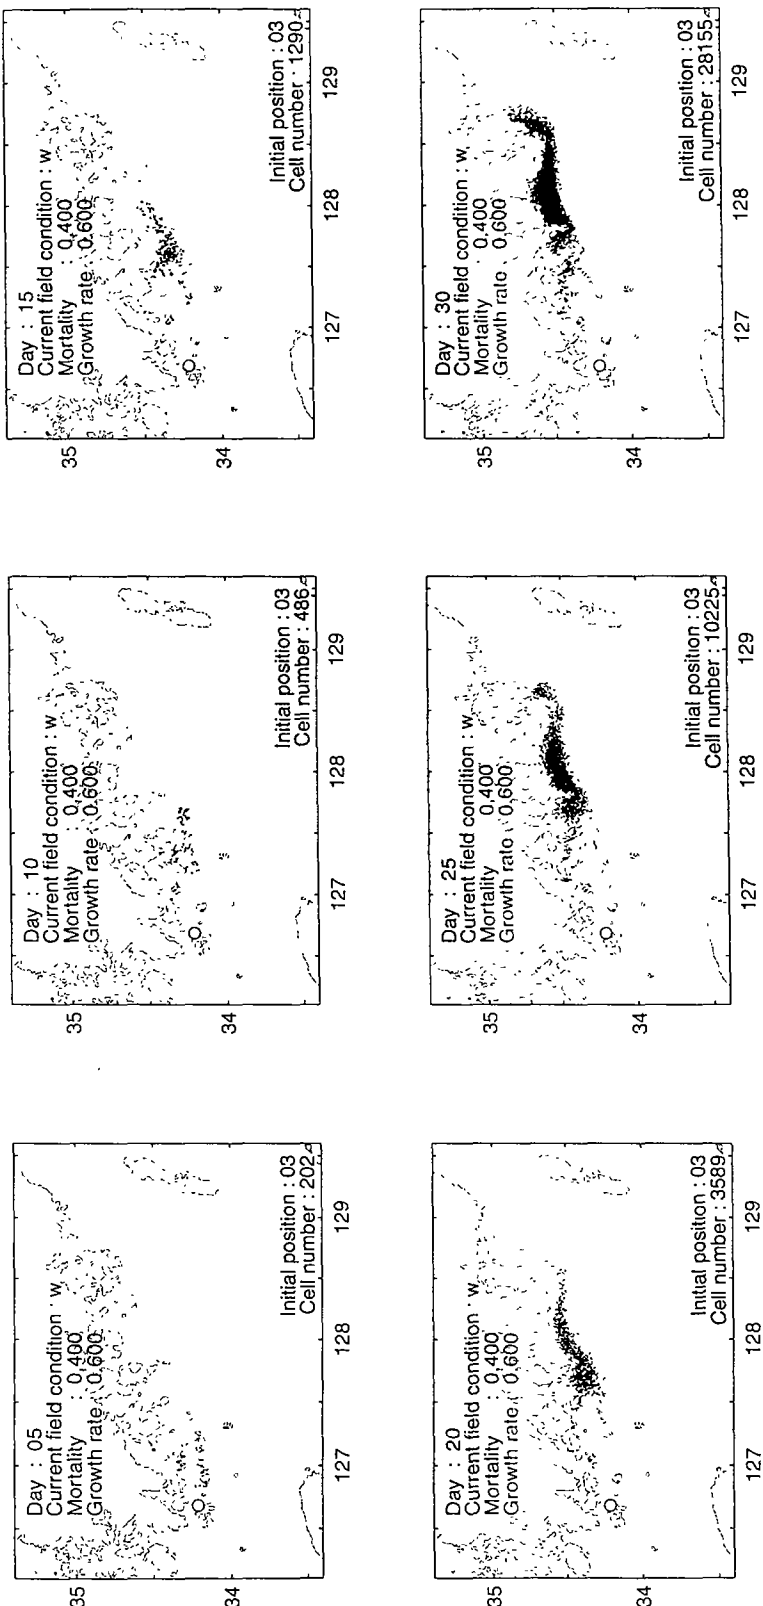 Day : 05
Current field condition : w
Mortality : 0.400
Growth rate : 0.600
35
34
Initial position : 03
Cell number : 202
127 128 129
Day : 10
Current field condition : w
Mortality : 0.400
Growth rate : 0.600
35
34
Initial position : 03
Cell number : 486
127 128 129
Day : 15
Current field condition : w
Mortality : 0.400
Growth rate : 0.600
35
34
Initial position : 03
Cell number : 1290
127 128 129
Day : 20
Current field condition : w
Mortality : 0.400
Growth rate : 0.600
35
34
Initial position : 03
Cell number : 3589
127 128 129
Day : 25
Current field condition : w
Mortality 0.400
Growth rate : 0.600
35
34
Initial position : 03
Cell number : 10225
127 128 129
Day : 30
Current field condition : w
Mortality : 0.400
Growth rate 0.600
35
34
Initial position : 03
Cell number : 28155
127 128 129